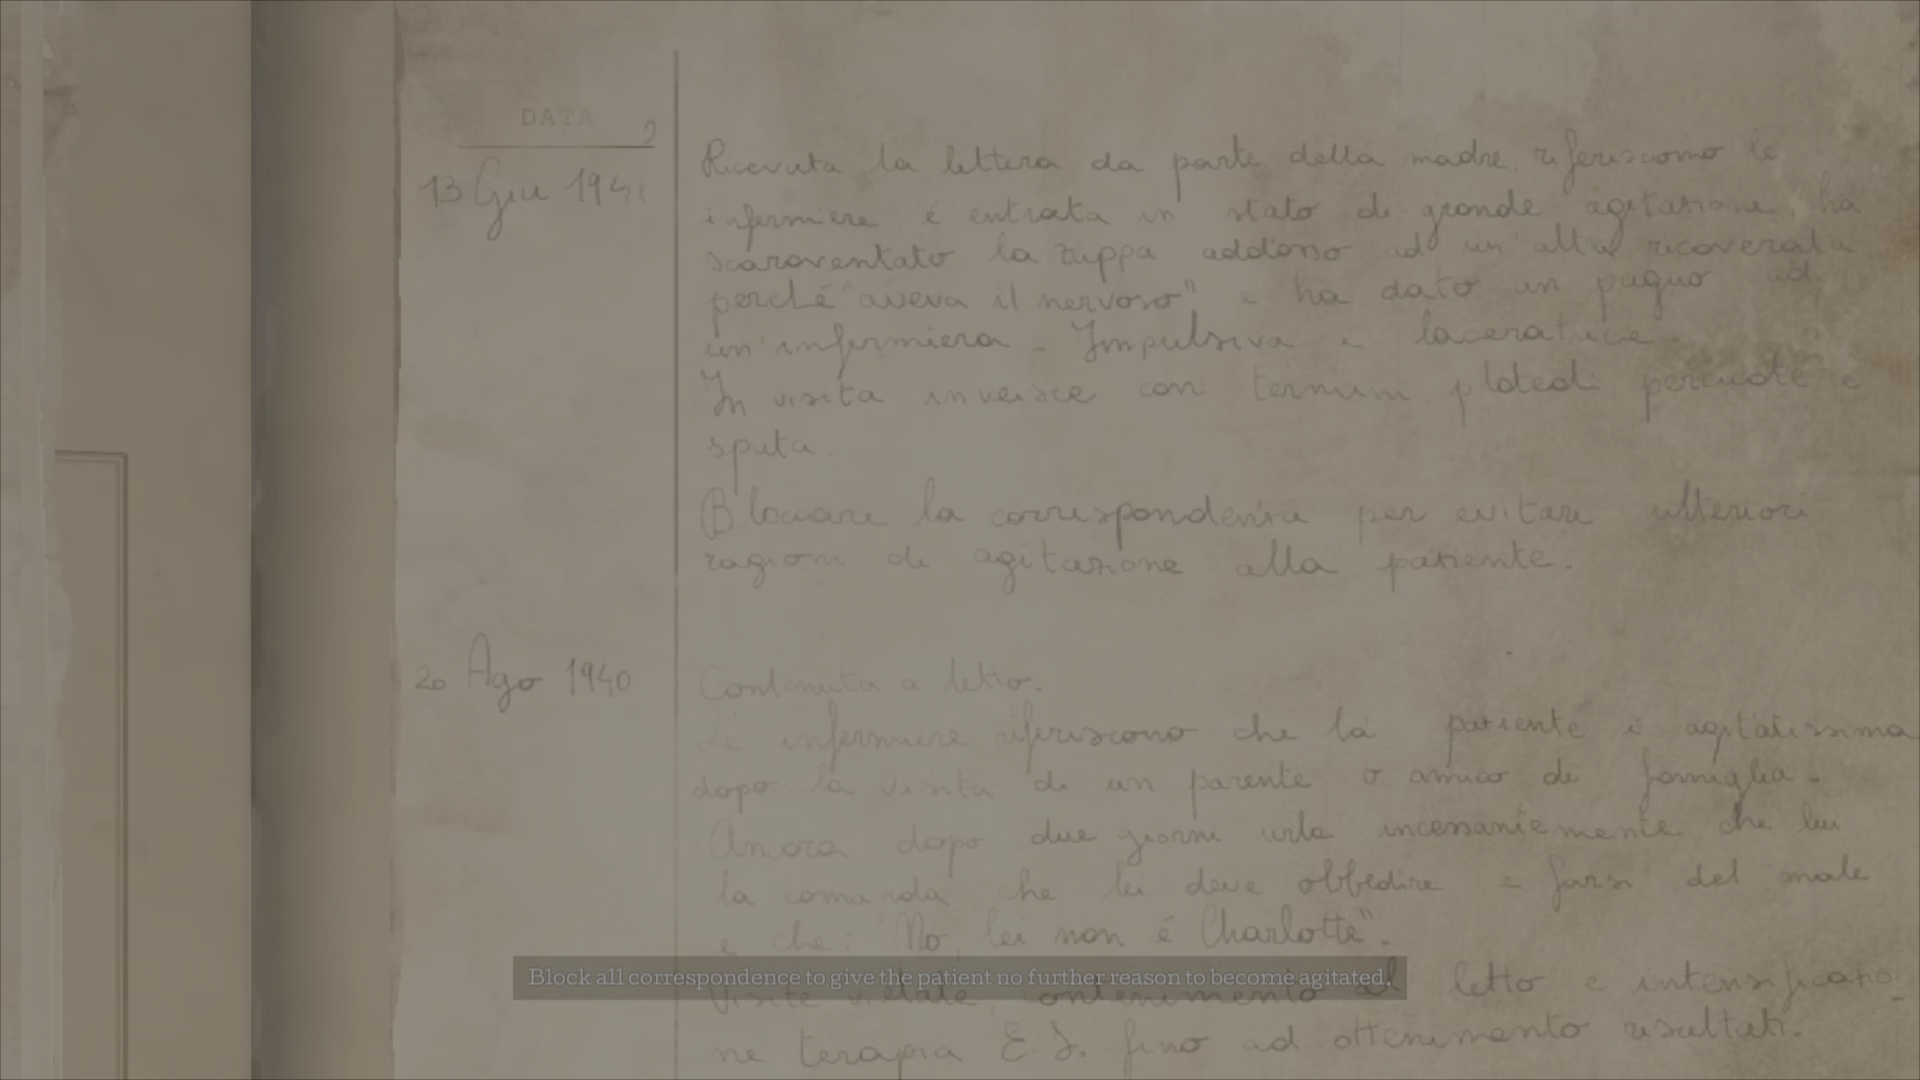 DATA
13 Giu 194
Ricevuta la lettera da parte della madre, riferiscono le
infermiere é entrata in stato di grande agitazione, ha
scaraventato la zuppa addosso ad un'altra ricoverata
perché "aveva il nervoso" e ha dato un pugno ad
un'infermiera - Impulsiva e laceratrice -
In visita inveisce con termini plateali percuote e
sputa.
Bloccare la corrispondenza per evitare ulteriori
ragioni di agitazione alla paziente.
20 Ago 1940
Contenuta a letto.
Le infermiere riferiscono che la paziente è agitatissima
dopo la visita di un parente o amico di famiglia.
Ancora dopo due giorni urla incessantemente che lui
la comanda che lei deve obbedire e farsi del male
e che: "No, lei non é Charlotte".
Block all correspondence to give the patient no further reason to become agitated.
Visite vietate, contenimento al letto e intensificazio-
ne terapia E.S. fino ad ottenimento risultati.